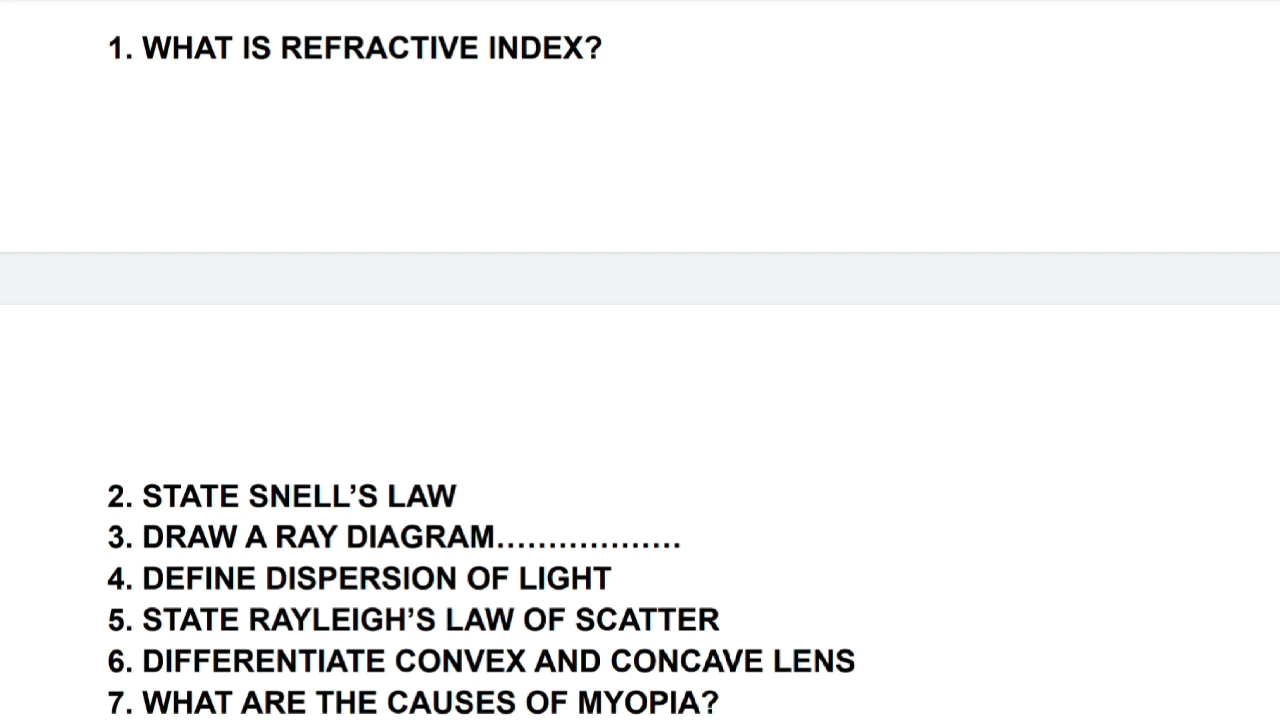 1. WHAT IS REFRACTIVE INDEX?
2. STATE SNELL’S LAW
3. DRAW A RAY DIAGRAM………………
4. DEFINE DISPERSION OF LIGHT
5. STATE RAYLEIGH’S LAW OF SCATTER
6. DIFFERENTIATE CONVEX AND CONCAVE LENS
7. WHAT ARE THE CAUSES OF MYOPIA?